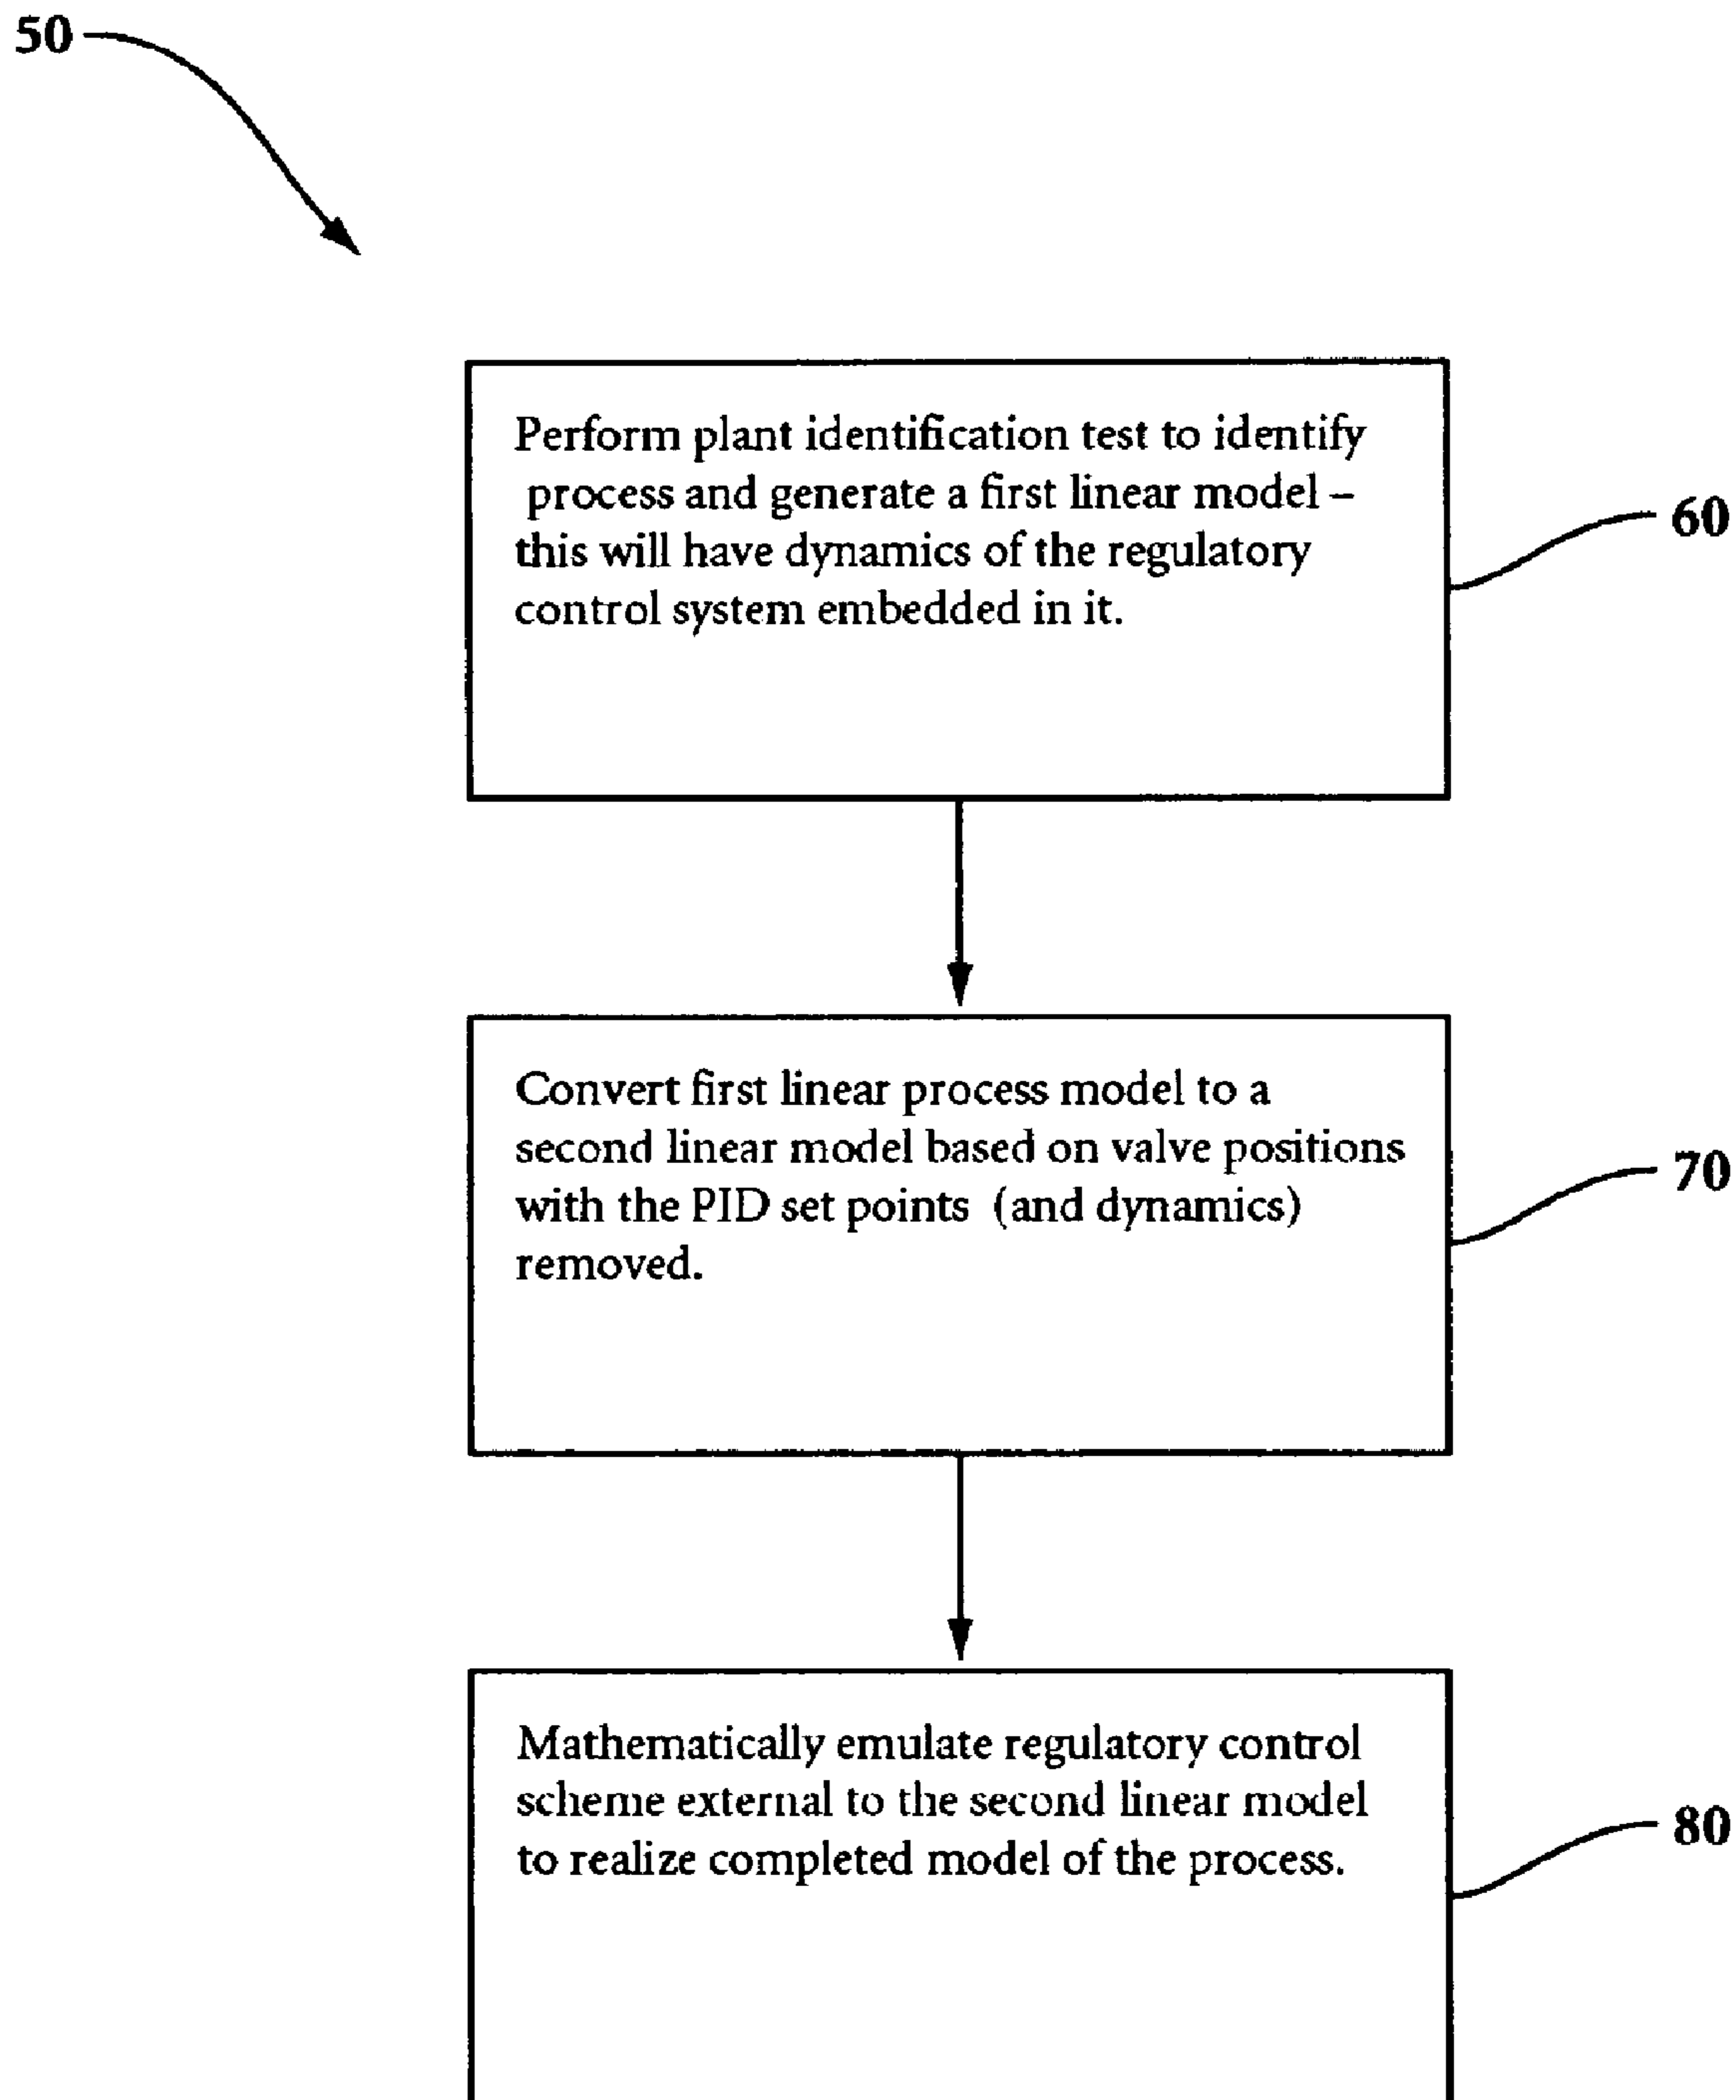 50
Perform plant identification test to identify
process and generate a first linear model –
this will have dynamics of the regulatory
control system embedded in it.
60
Convert first linear process model to a
second linear model based on valve positions
with the PID set points (and dynamics)
removed.
70
Mathematically emulate regulatory control
scheme external to the second linear model
to realize completed model of the process.
80